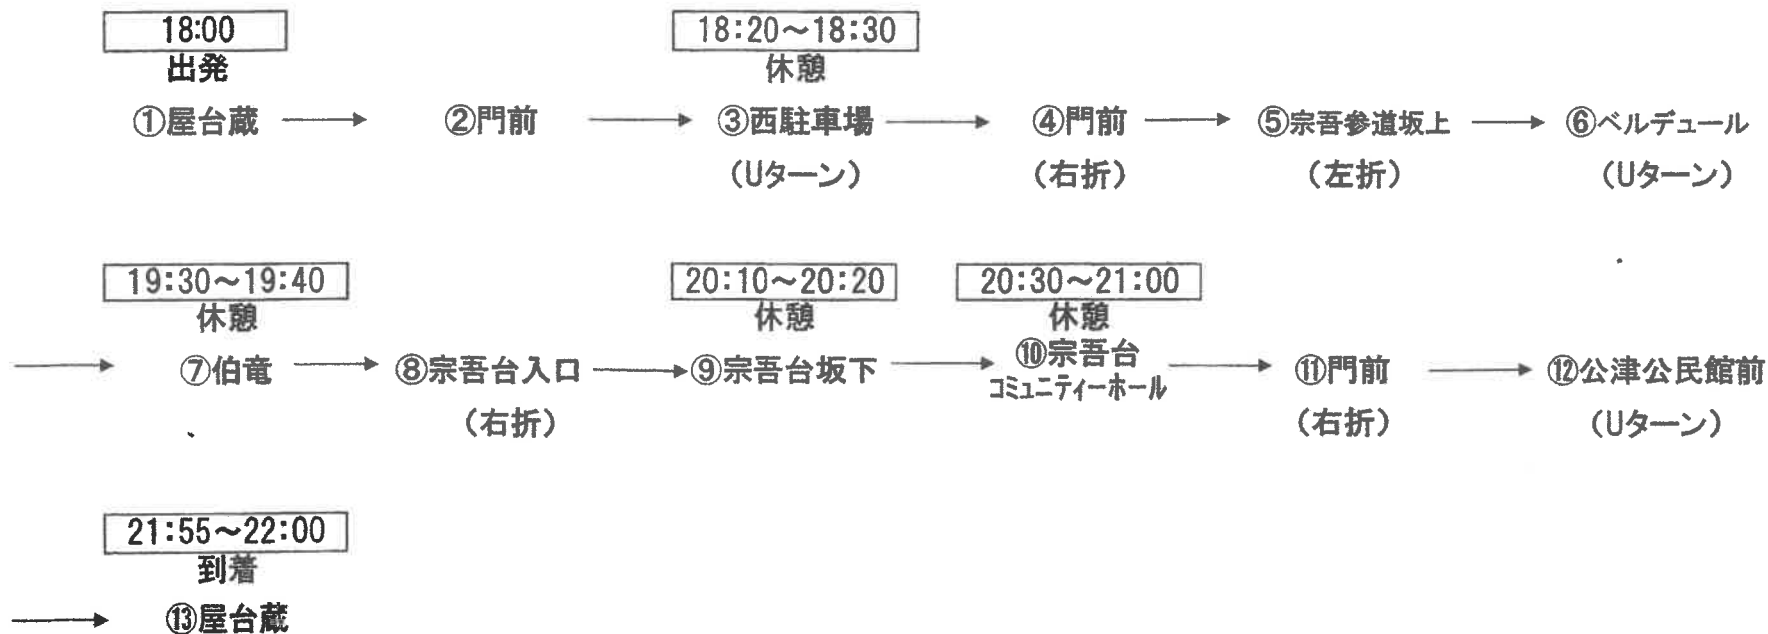 18:00 18:20～18:30
出発 休憩
①屋台蔵 → ②門前 → ③西駐車場 → ④門前 → ⑤宗吾参道坂上 → ⑥ベルデュール
（Uターン） （右折） （左折） （Uターン）
19:30～19:40 20:10～20:20 20:30～21:00
休憩 休憩 休憩
→ ⑦伯竜 → ⑧宗吾台入口 → ⑨宗吾台坂下 → ⑩宗吾台 → ⑪門前 → ⑫公津公民館前
コミュニティーホール
（右折） （右折） （Uターン）
21:55～22:00
到着
→ ⑬屋台蔵